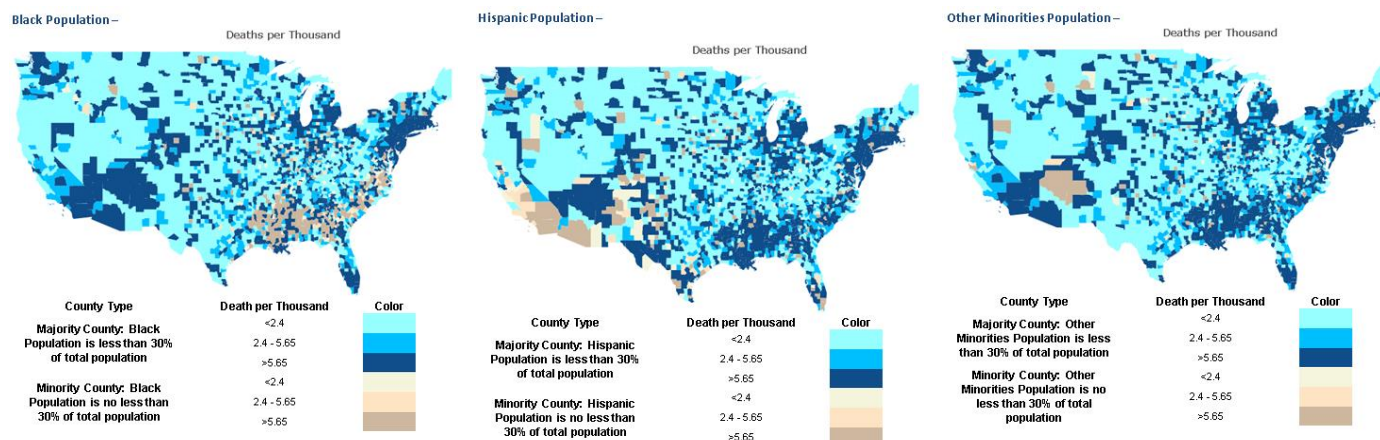 Black Population –
Deaths per Thousand
County Type Death per Thousand Color
Majority County: Black
Population is less than 30%
of total population
<2.4
2.4 - 5.65
>5.65
Minority County: Black
Population is no less than
30% of total population
<2.4
2.4 - 5.65
>5.65
Hispanic Population –
Deaths per Thousand
County Type Death per Thousand Color
Majority County: Hispanic
Population is less than 30%
of total population
<2.4
2.4 - 5.65
>5.65
Minority County: Hispanic
Population is no less than
30% of total population
<2.4
2.4 - 5.65
>5.65
Other Minorities Population –
Deaths per Thousand
County Type Death per Thousand Color
Majority County: Other
Minorities Population is less
than 30% of total population
<2.4
2.4 - 5.65
>5.65
Minority County: Other
Minorities Population is no
less than 30% of total
population
<2.4
2.4 - 5.65
>5.65